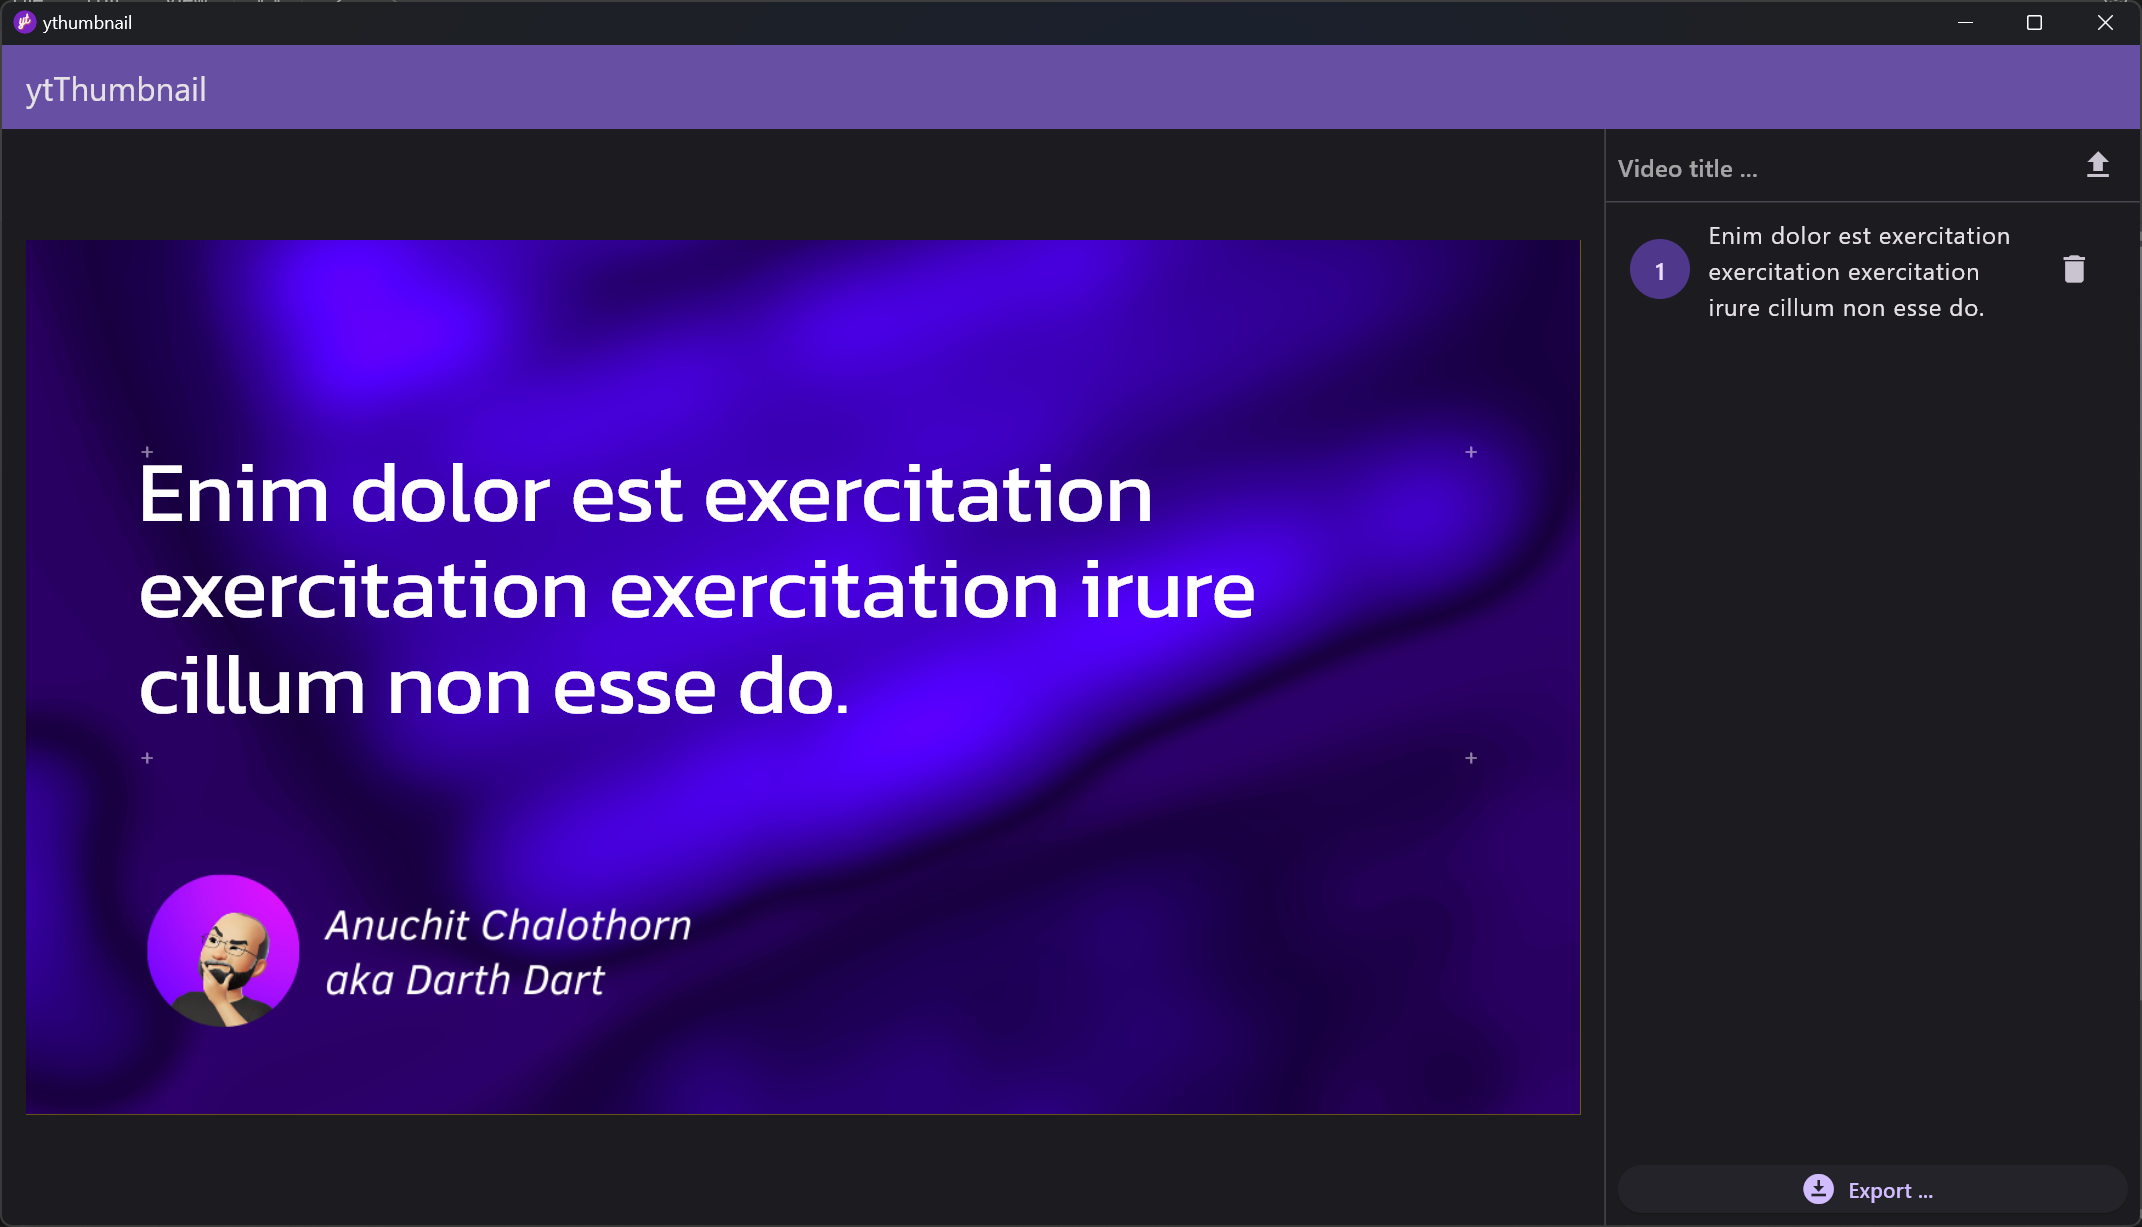 ythumbnail
ytThumbnail
Video title ...
1
Enim dolor est exercitation
exercitation exercitation
irure cillum non esse do.
Enim dolor est exercitation
exercitation exercitation irure
cillum non esse do.
Anuchit Chalothorn
aka Darth Dart
Export ...